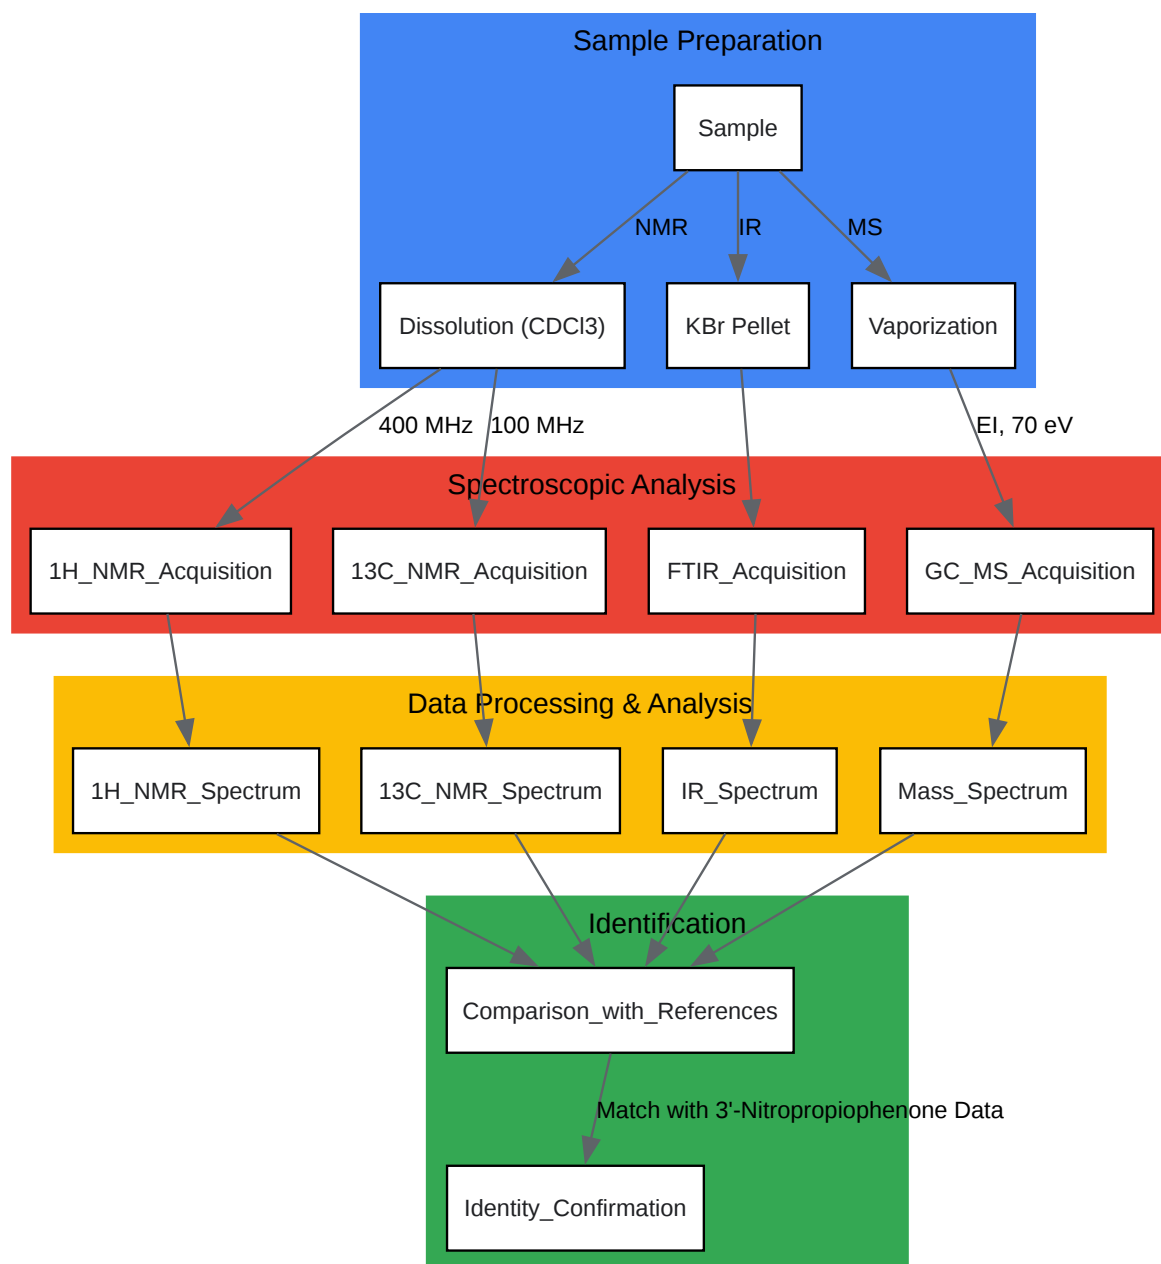 Sample Preparation
Sample
NMR
IR
MS
Dissolution (CDCl3)
KBr Pellet
Vaporization
400 MHz
100 MHz
EI, 70 eV
Spectroscopic Analysis
1H_NMR_Acquisition
13C_NMR_Acquisition
FTIR_Acquisition
GC_MS_Acquisition
Data Processing & Analysis
1H_NMR_Spectrum
13C_NMR_Spectrum
IR_Spectrum
Mass_Spectrum
Identification
Comparison_with_References
Match with 3'-Nitropropiophenone Data
Identity_Confirmation